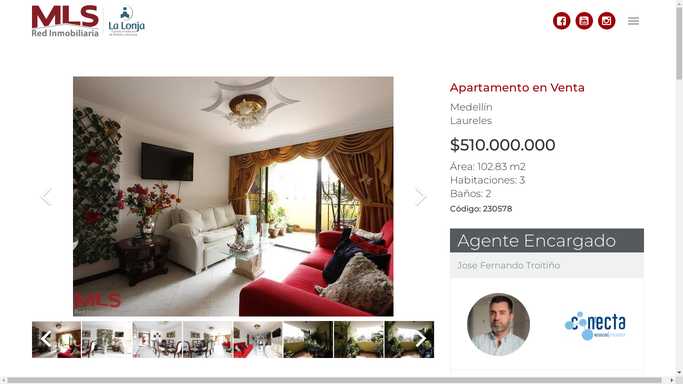 MLS
Red Inmobiliaria
La Lonja
Apartamento en Venta
Medellín
Laureles
$510.000.000
Área: 102.83 m2
Habitaciones: 3
Baños: 2
Código: 230578
Agente Encargado
Jose Fernando Troitiño
MLS
conecta